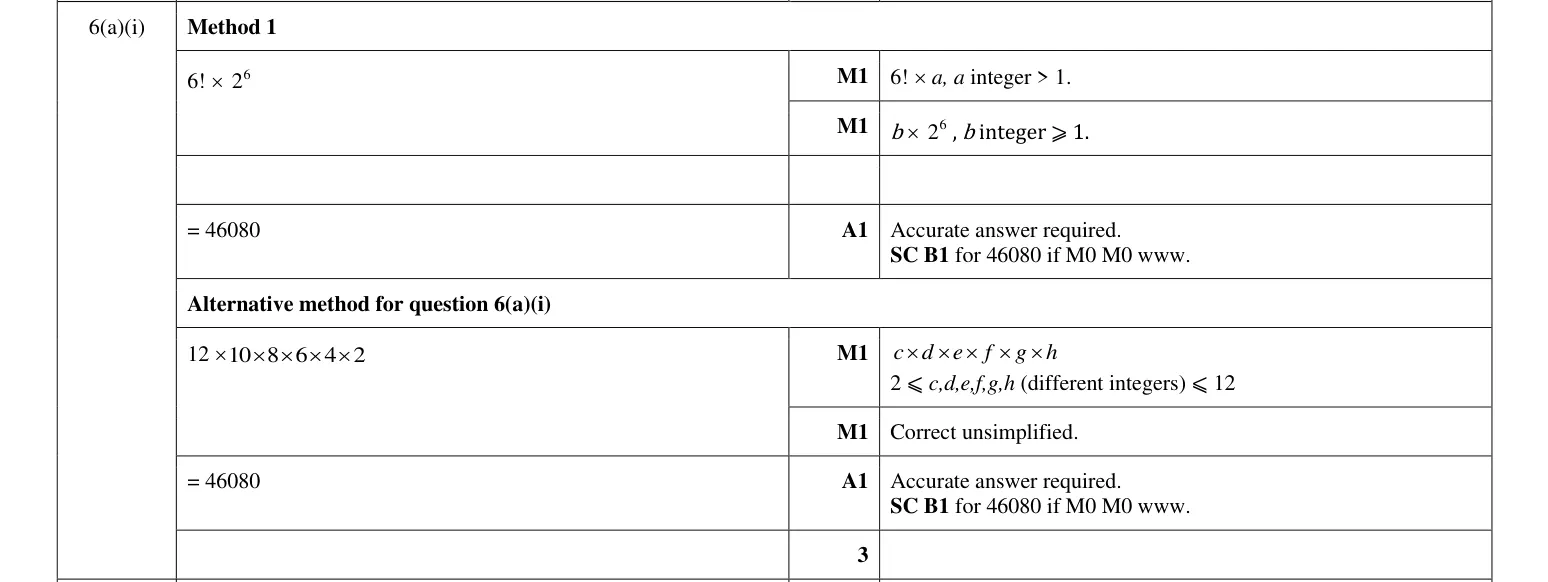 6(a)(i)
Method 1
6! × 2⁶
M1
6! × a, a integer > 1.
M1
b × 2⁶ , b integer ⩾ 1.
= 46080
A1
Accurate answer required.
SC B1 for 46080 if M0 M0 www.
Alternative method for question 6(a)(i)
12 ×10×8×6×4×2
M1
c×d×e×f×g×h
2 ⩽ c,d,e,f,g,h (different integers) ⩽ 12
M1
Correct unsimplified.
= 46080
A1
Accurate answer required.
SC B1 for 46080 if M0 M0 www.
3